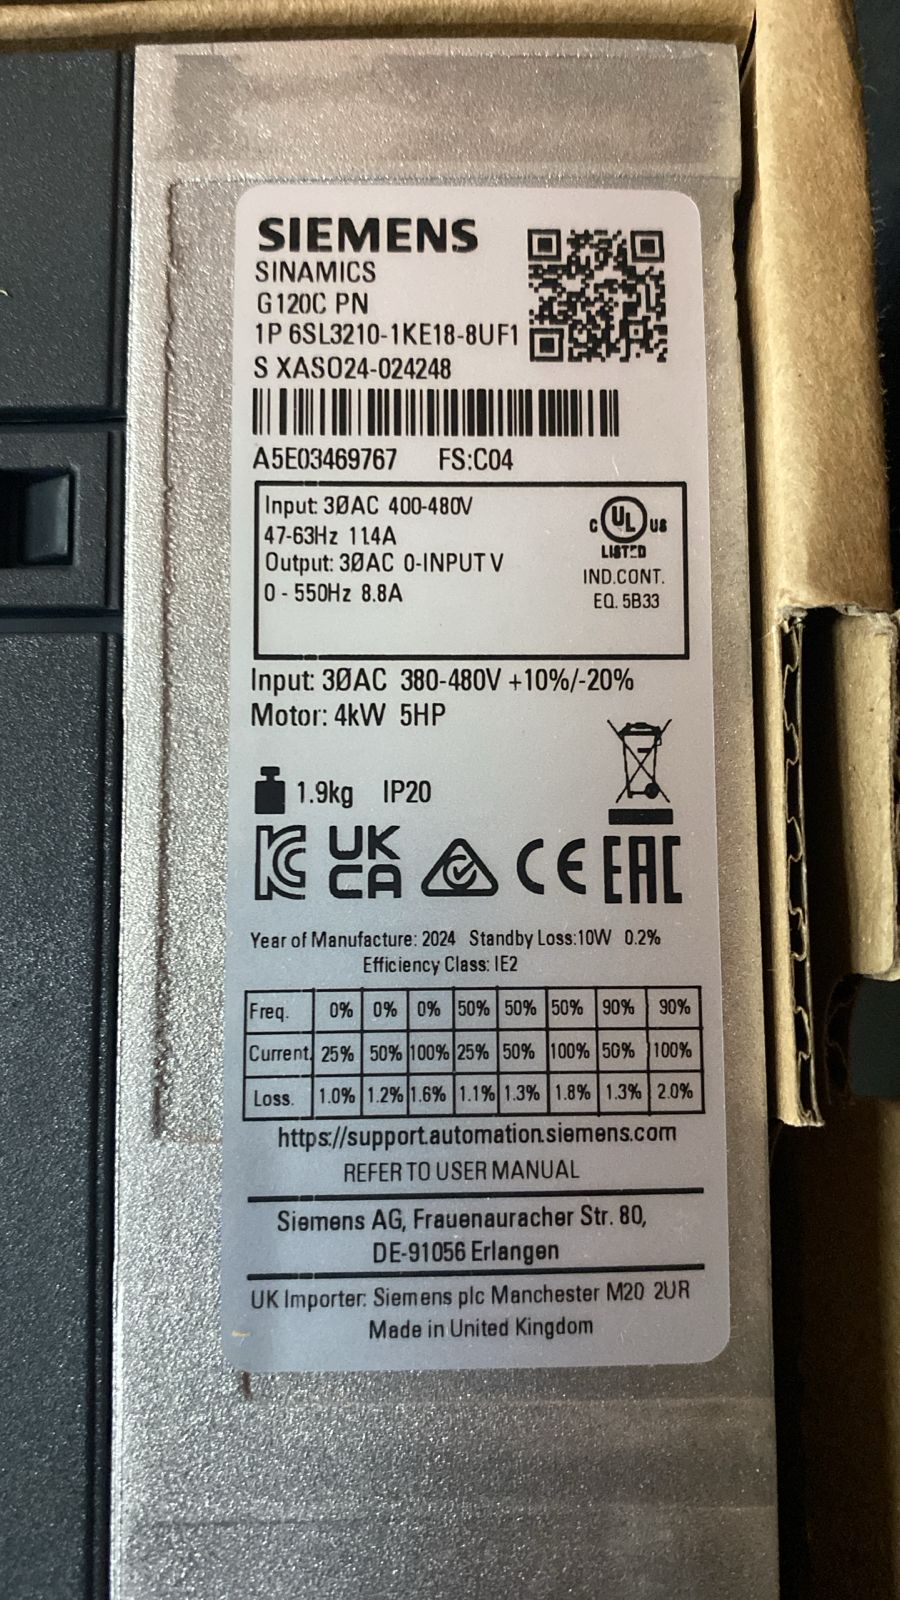 SIEMENS
SINAMICS
G120C PN
1P 6SL3210-1KE18-8UF1
S XASO24-024248
A5E03469767 FS:C04
Input: 3ØAC 400-480V
47-63Hz 11.4A
Output: 3ØAC 0-INPUT V
0 - 550Hz 8.8A
C UL US
LISTED
IND.CONT.
EQ. 5B33
Input: 3ØAC 380-480V +10%/-20%
Motor: 4kW 5HP
1.9kg IP20
UK
CA
CE EAC
Year of Manufacture: 2024 Standby Loss:10W 0.2%
Efficiency Class: IE2
Freq. 0% 0% 0% 50% 50% 50% 90% 90%
Current. 25% 50% 100% 25% 50% 100% 50% 100%
Loss. 1.0% 1.2% 1.6% 1.1% 1.3% 1.8% 1.3% 2.0%
https://support.automation.siemens.com
REFER TO USER MANUAL
Siemens AG, Frauenauracher Str. 80,
DE-91056 Erlangen
UK Importer: Siemens plc Manchester M20 2UR
Made in United Kingdom